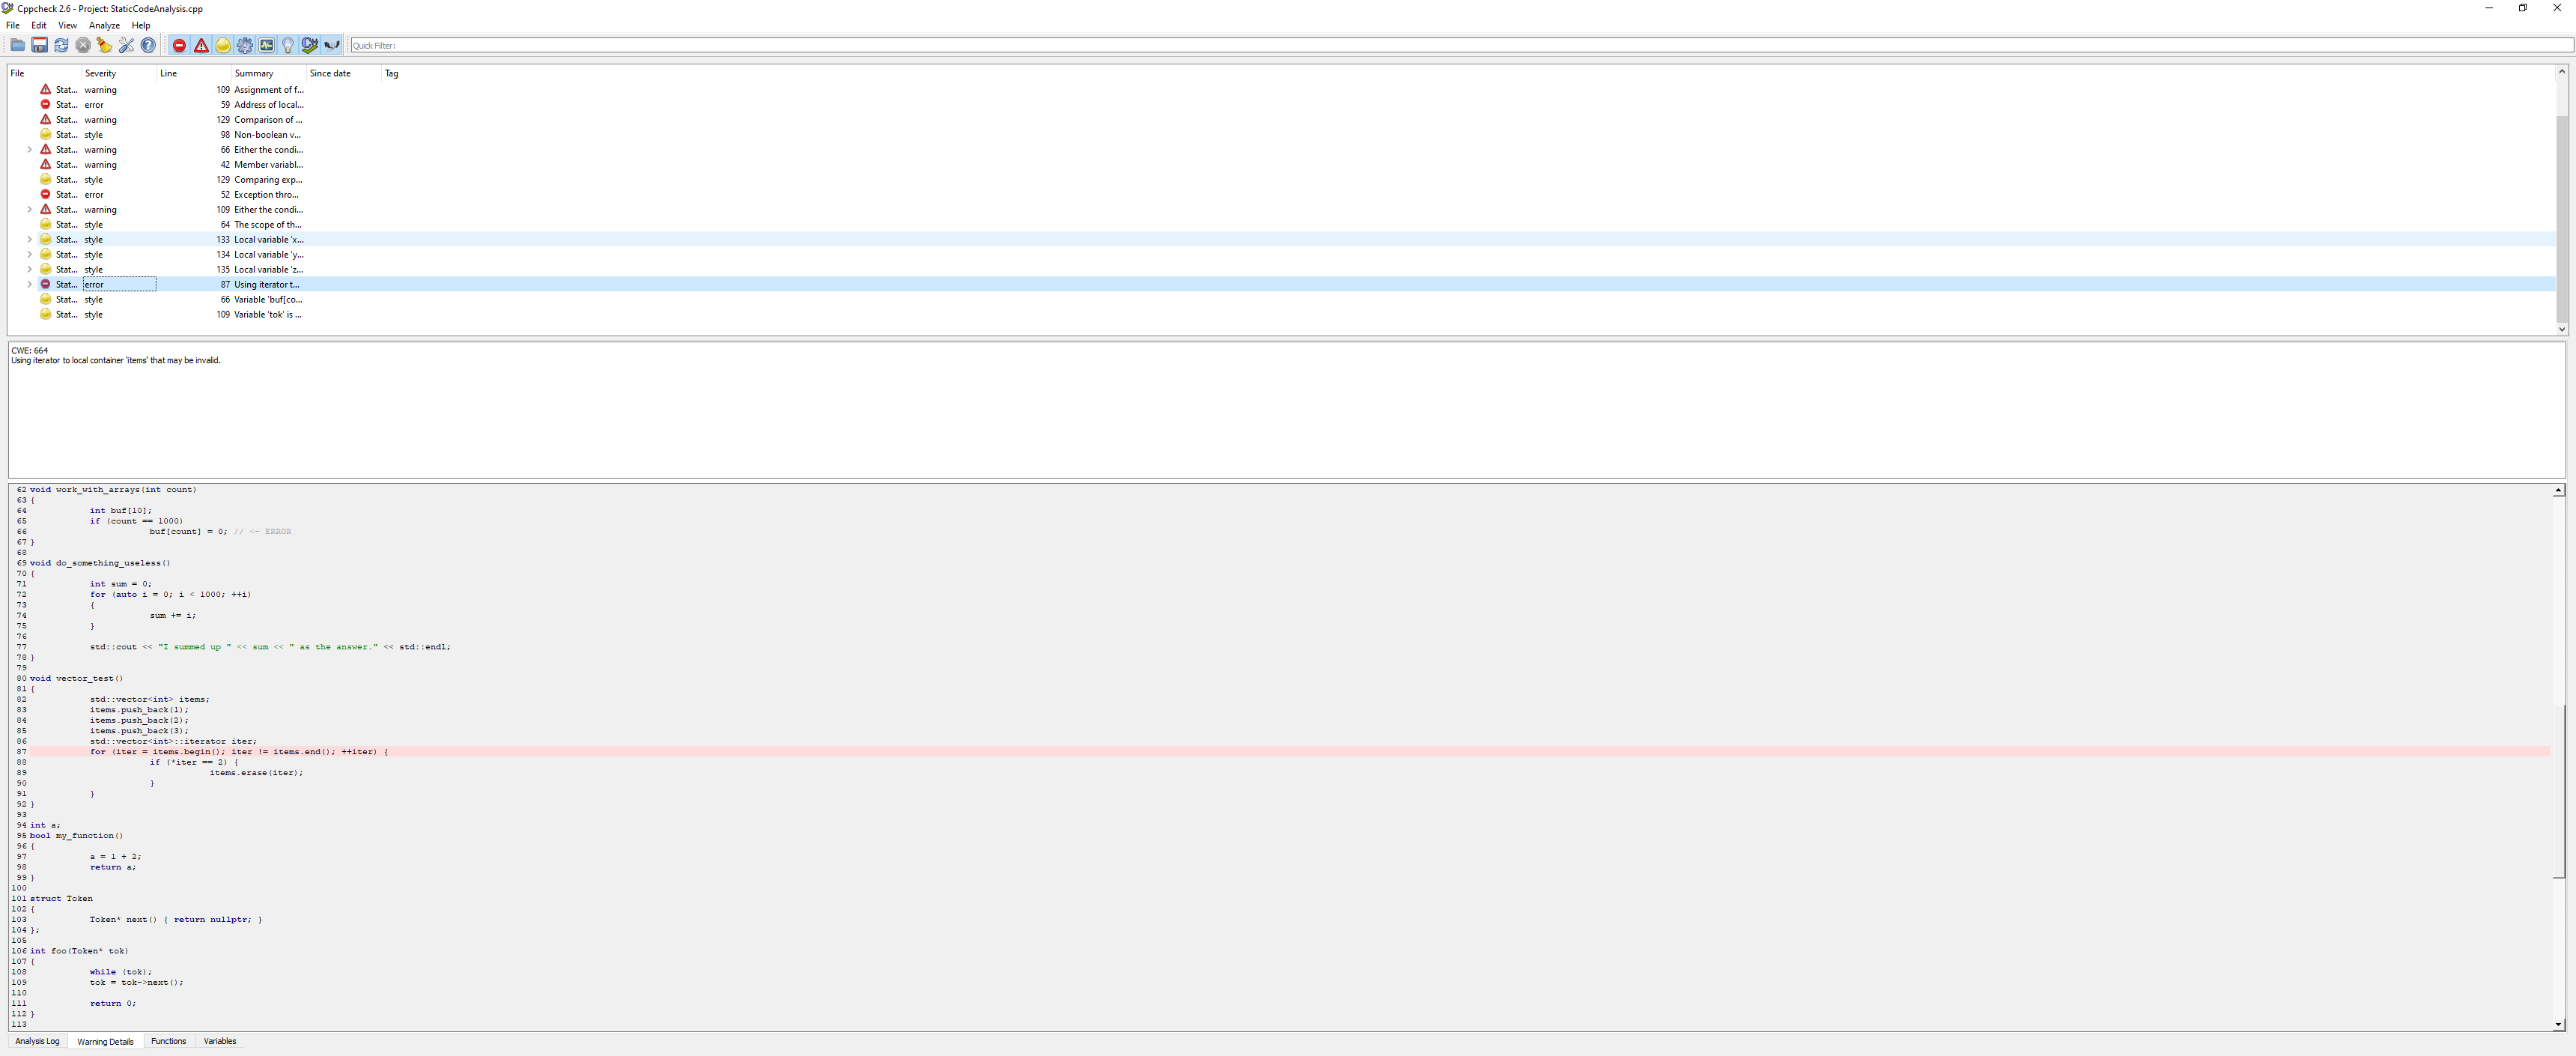 Cppcheck 2.6 - Project: StaticCodeAnalysis.cpp
File Edit View Analyze Help
Quick Filter:
File Severity Line Summary Since date Tag
Stat... warning 109 Assignment of f...
Stat... error 59 Address of local...
Stat... warning 129 Comparison of ...
Stat... style 98 Non-boolean v...
Stat... warning 66 Either the condi...
Stat... warning 42 Member variabl...
Stat... style 129 Comparing exp...
Stat... error 52 Exception thro...
Stat... warning 109 Either the condi...
Stat... style 64 The scope of th...
Stat... style 133 Local variable 'x...
Stat... style 134 Local variable 'y...
Stat... style 135 Local variable 'z...
Stat... error 87 Using iterator t...
Stat... style 66 Variable 'buf[co...
Stat... style 109 Variable 'tok' is ...
CWE: 664
Using iterator to local container 'items' that may be invalid.
62 void work_with_arrays(int count)
63 {
64 int buf[10];
65 if (count == 1000)
66 buf[count] = 0; // <- ERROR
67 }
68
69 void do_something_useless()
70 {
71 int sum = 0;
72 for (auto i = 0; i < 1000; ++i)
73 {
74 sum += i;
75 }
76
77 std::cout << "I summed up " << sum << " as the answer." << std::endl;
78 }
79
80 void vector_test()
81 {
82 std::vector<int> items;
83 items.push_back(1);
84 items.push_back(2);
85 items.push_back(3);
86 std::vector<int>::iterator iter;
87 for (iter = items.begin(); iter != items.end(); ++iter) {
88 if (*iter == 2) {
89 items.erase(iter);
90 }
91 }
92 }
93
94 int a;
95 bool my_function()
96 {
97 a = 1 + 2;
98 return a;
99 }
100
101 struct Token
102 {
103 Token* next() { return nullptr; }
104 };
105
106 int foo(Token* tok)
107 {
108 while (tok);
109 tok = tok->next();
110
111 return 0;
112 }
113
Analysis Log Warning Details Functions Variables